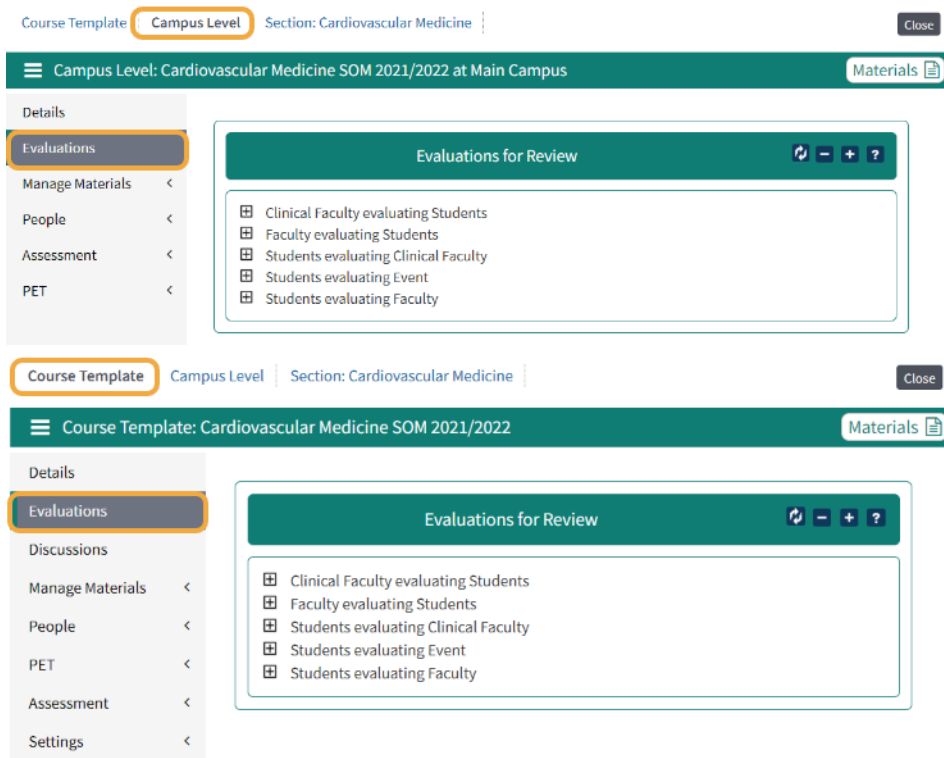 Course Template Campus Level Section: Cardiovascular Medicine Close
Campus Level: Cardiovascular Medicine SOM 2021/2022 at Main Campus Materials
Details
Evaluations
Manage Materials <
People <
Assessment <
PET <
Evaluations for Review ?
Clinical Faculty evaluating Students
Faculty evaluating Students
Students evaluating Clinical Faculty
Students evaluating Event
Students evaluating Faculty
Course Template Campus Level Section: Cardiovascular Medicine Close
Course Template: Cardiovascular Medicine SOM 2021/2022 Materials
Details
Evaluations
Discussions
Manage Materials <
People <
PET <
Assessment <
Settings <
Evaluations for Review ?
Clinical Faculty evaluating Students
Faculty evaluating Students
Students evaluating Clinical Faculty
Students evaluating Event
Students evaluating Faculty